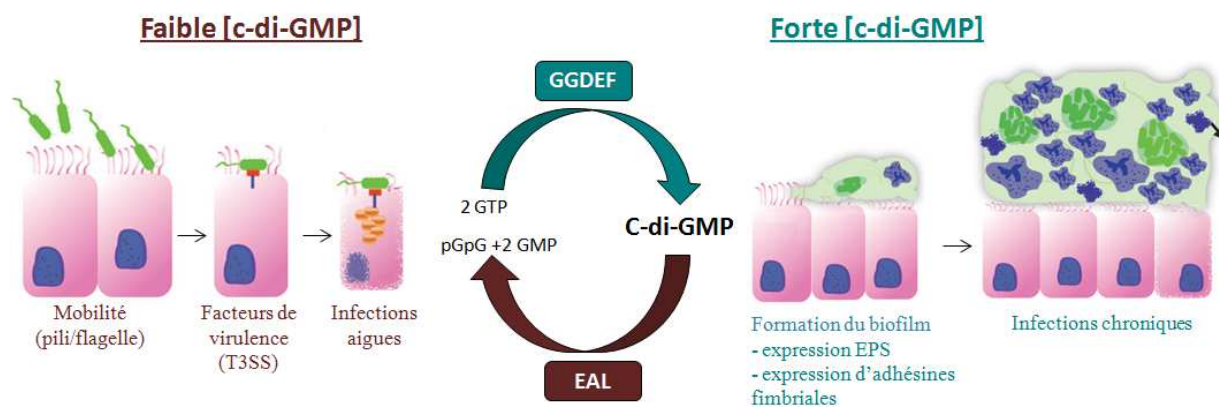 Faible [c-di-GMP]
Forte [c-di-GMP]
GGDEF
2 GTP
pGpG +2 GMP
C-di-GMP
EAL
Mobilité
(pili/flagelle)
Facteurs de
virulence
(T3SS)
Infections
aigues
Formation du biofilm
- expression EPS
- expression d’adhésines
fimbriales
Infections chroniques